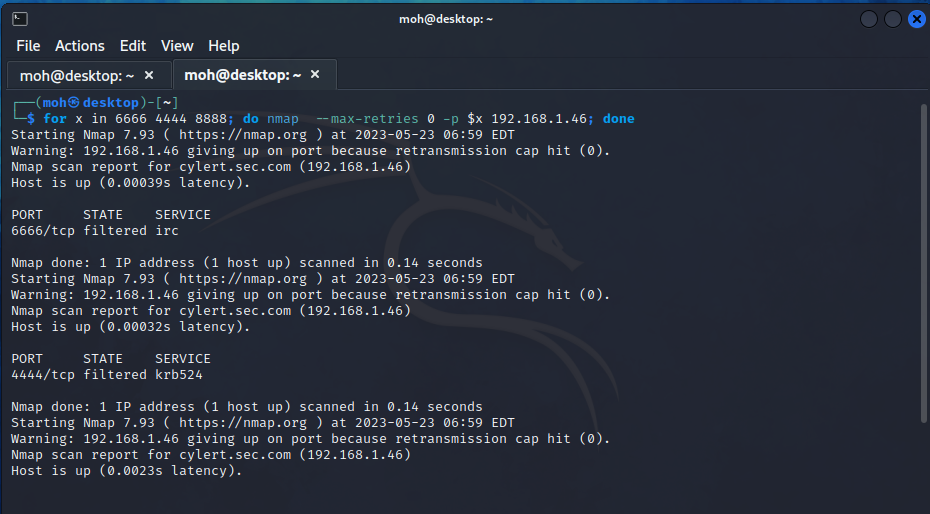 moh@desktop: ~
File Actions Edit View Help
moh@desktop: ~ ×
moh@desktop: ~ ×
┌──(moh㉿desktop)-[~]
└─$ for x in 6666 4444 8888; do nmap  --max-retries 0 -p $x 192.168.1.46; done
Starting Nmap 7.93 ( https://nmap.org ) at 2023-05-23 06:59 EDT
Warning: 192.168.1.46 giving up on port because retransmission cap hit (0).
Nmap scan report for cylert.sec.com (192.168.1.46)
Host is up (0.00039s latency).
PORT     STATE    SERVICE
6666/tcp filtered irc
Nmap done: 1 IP address (1 host up) scanned in 0.14 seconds
Starting Nmap 7.93 ( https://nmap.org ) at 2023-05-23 06:59 EDT
Warning: 192.168.1.46 giving up on port because retransmission cap hit (0).
Nmap scan report for cylert.sec.com (192.168.1.46)
Host is up (0.00032s latency).
PORT     STATE    SERVICE
4444/tcp filtered krb524
Nmap done: 1 IP address (1 host up) scanned in 0.14 seconds
Starting Nmap 7.93 ( https://nmap.org ) at 2023-05-23 06:59 EDT
Warning: 192.168.1.46 giving up on port because retransmission cap hit (0).
Nmap scan report for cylert.sec.com (192.168.1.46)
Host is up (0.0023s latency).